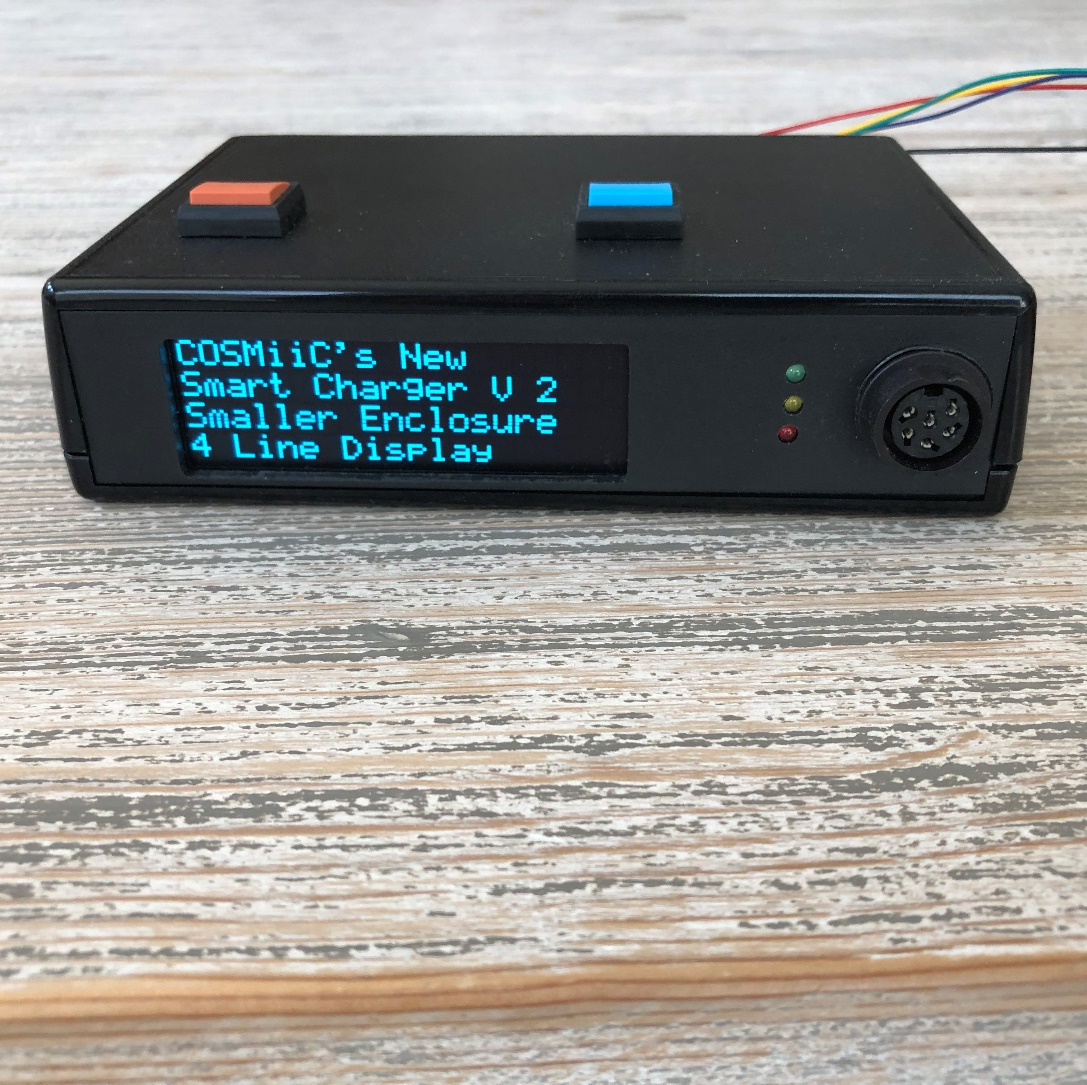 COSMiiC's New
Smart Charger V 2
Smaller Enclosure
4 Line Display